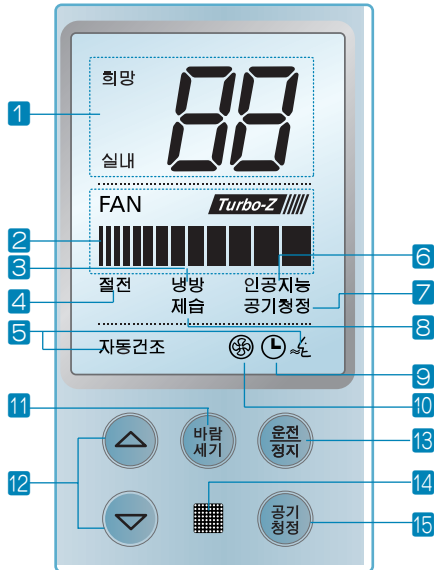 희망
88
1
실내
FAN Turbo-Z
2
3 6
절전 냉방 인공지능
4 7
제습 공기청정
8
5
자동건조
9
10
11
바람
세기
운전
정지
13
12
14
공기
청정
15